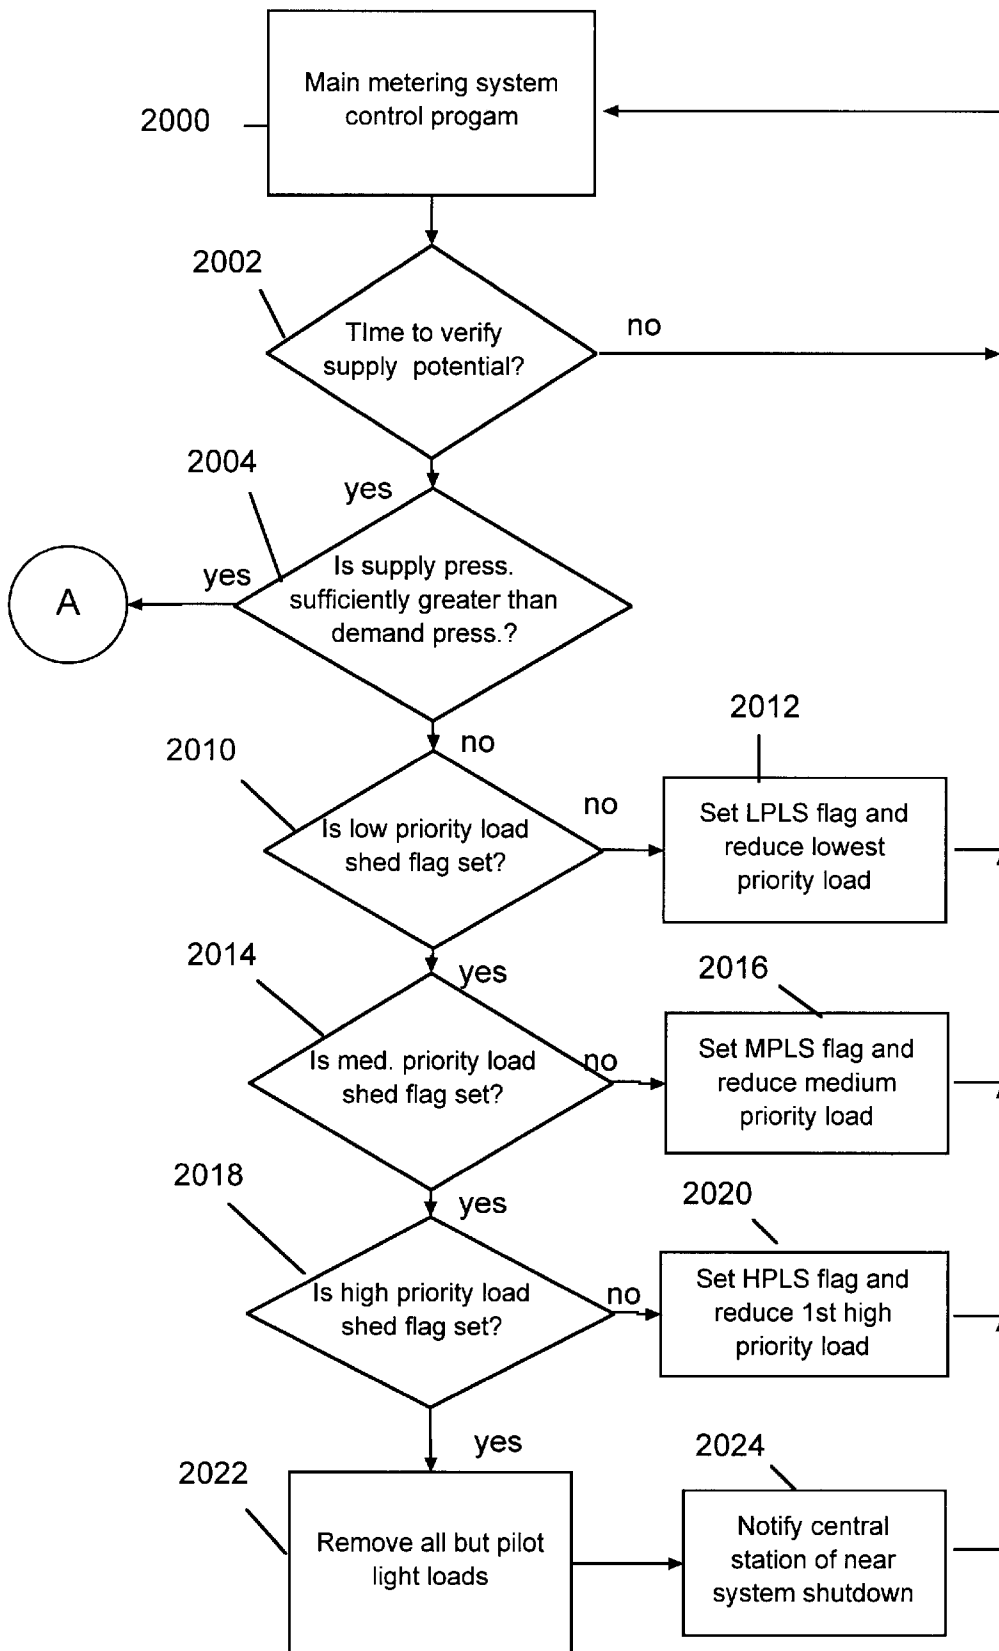 Main metering system
control progam
2000
2002
TIme to verify
supply potential?
no
2004
yes
yes
Is supply press.
sufficiently greater than
demand press.?
A
no
2010
Is low priority load
shed flag set?
no
2012
Set LPLS flag and
reduce lowest
priority load
yes
2014
Is med. priority load
shed flag set?
no
2016
Set MPLS flag and
reduce medium
priority load
yes
2018
Is high priority load
shed flag set?
no
2020
Set HPLS flag and
reduce 1st high
priority load
yes
2022
Remove all but pilot
light loads
2024
Notify central
station of near
system shutdown